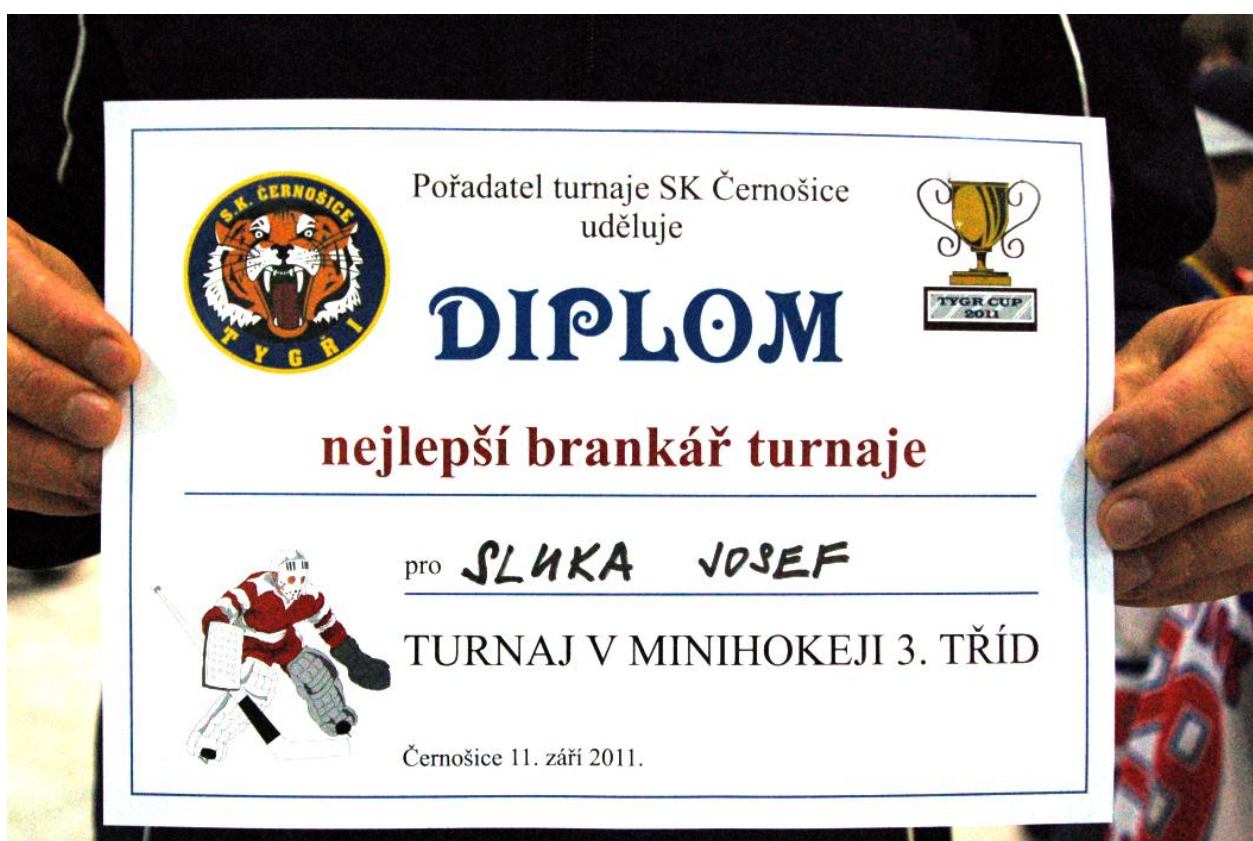 S.K. ČERNOŠICE
TYGŘI
Pořadatel turnaje SK Černošice
uděluje
DIPLOM
TYGR CUP
2011
nejlepší brankář turnaje
pro SLUKA JOSEF
TURNAJ V MINIHOKEJI 3. TŘÍD
Černošice 11. září 2011.